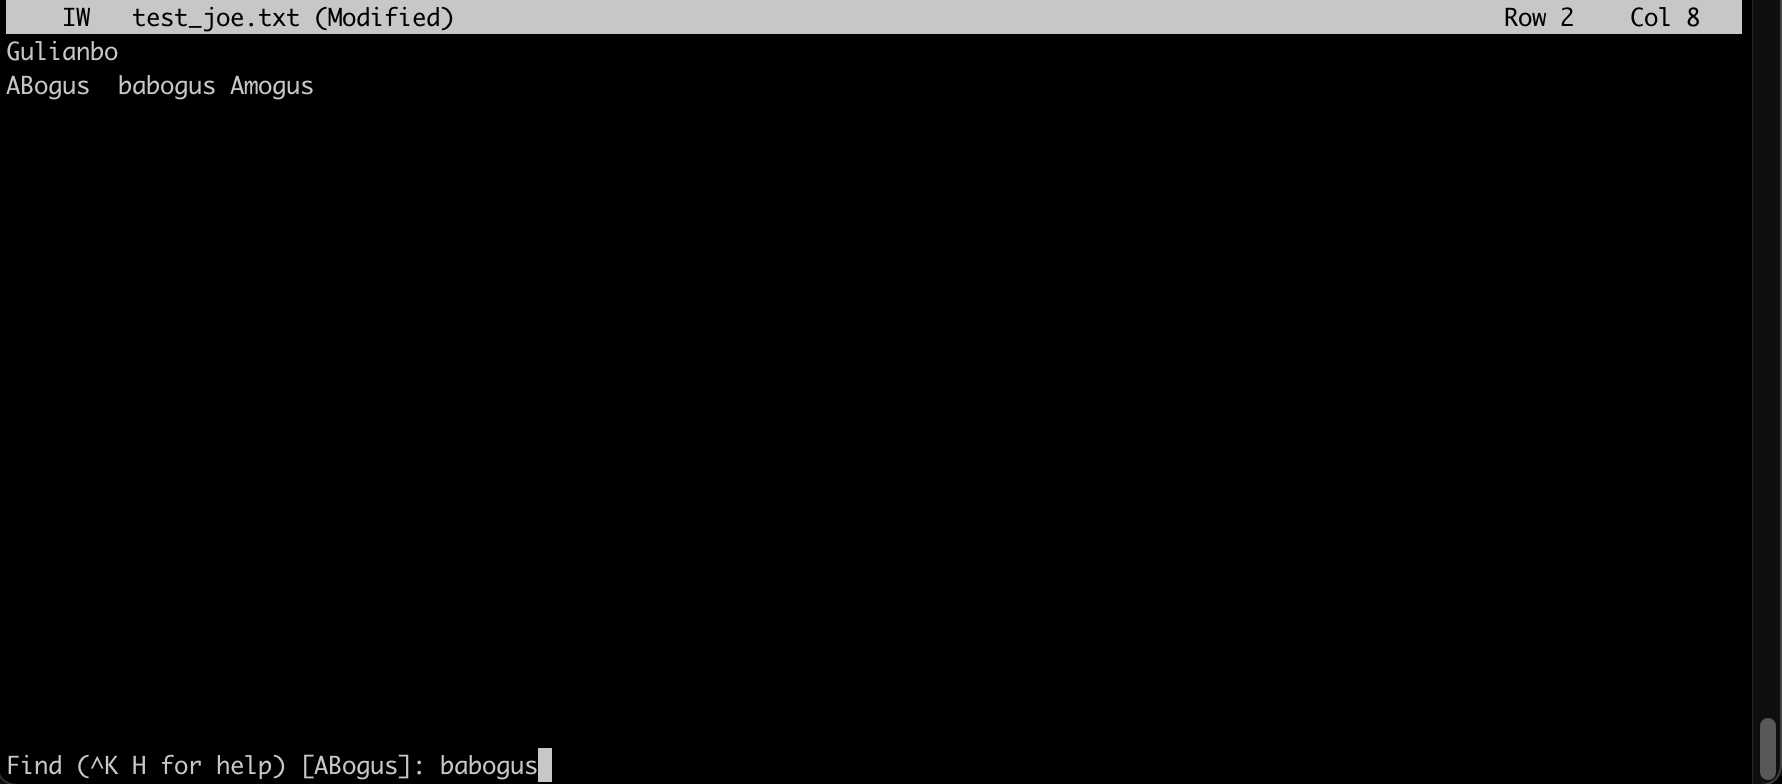 IW   test_joe.txt (Modified)                                                                           Row 2    Col 8
Gulianbo
ABogus  babogus Amogus
Find (^K H for help) [ABogus]: babogus